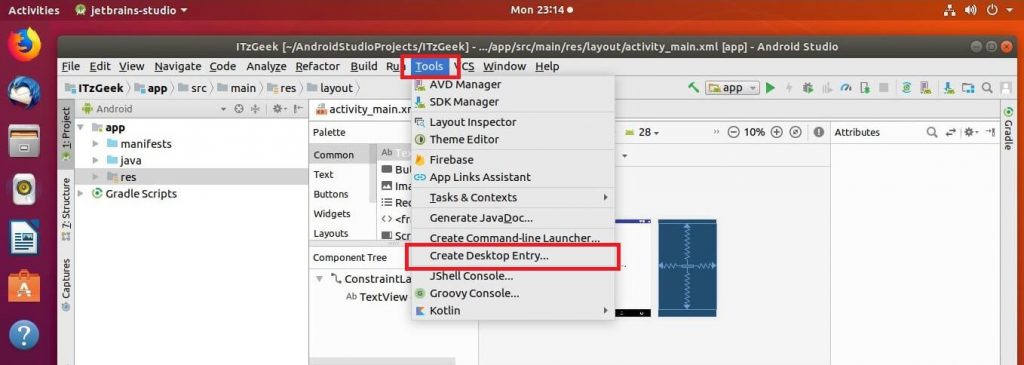 Activities
jetbrains-studio
Mon 23:14
ITzGeek [~/AndroidStudioProjects/ITzGeek] - .../app/src/main/res/layout/activity_main.xml [app] - Android Studio
File Edit View Navigate Code Analyze Refactor Build Run Tools VCS Window Help
ITzGeek app src main res layout
app
Android
activity_main.xm
1: Project
7: Structure
Captures
app
manifests
java
res
Gradle Scripts
Palette
Common
Text
Buttons
Widgets
Layouts
Ab Tex
But
Ima
Rec
<> <fr
Scr
Component Tree
ConstraintLa
Ab TextView
AVD Manager
SDK Manager
Layout Inspector
Theme Editor
Firebase
App Links Assistant
Tasks & Contexts
Generate JavaDoc...
Create Command-line Launcher...
Create Desktop Entry...
JShell Console...
Groovy Console...
Kotlin
28
10%
Attributes
Gradle